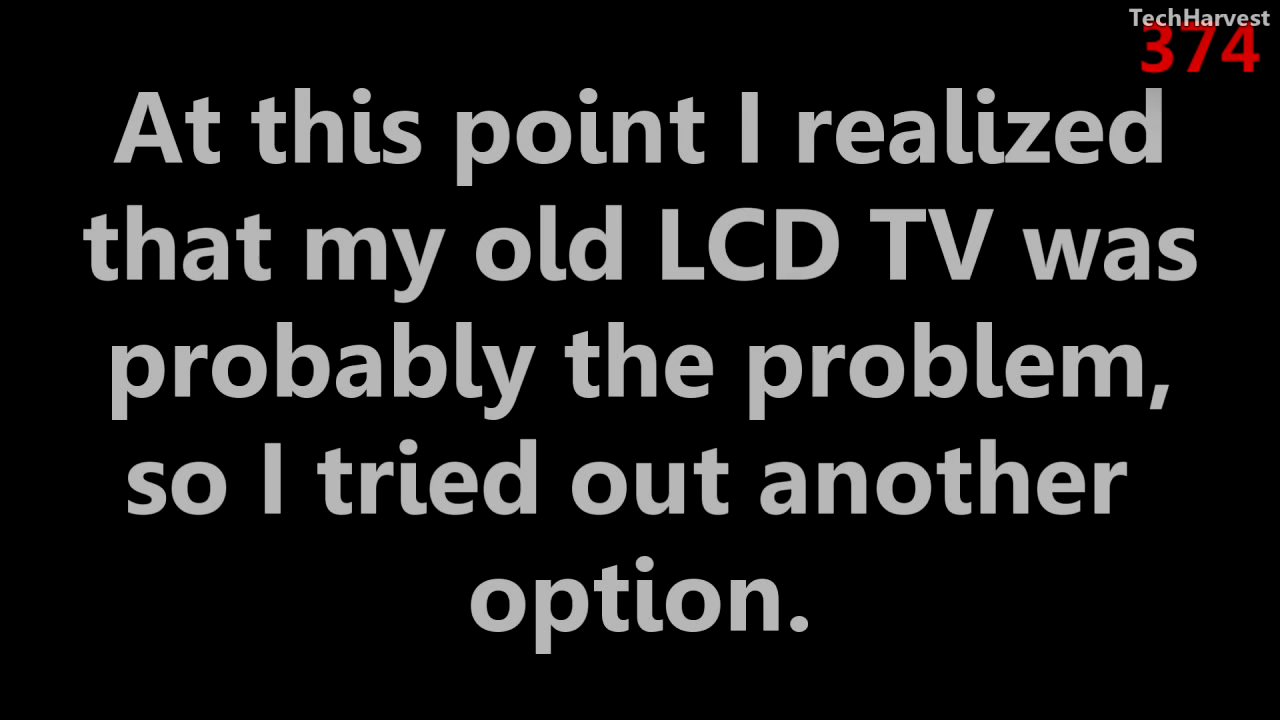 TechHarvest
374
At this point I realized
that my old LCD TV was
probably the problem,
so I tried out another
option.